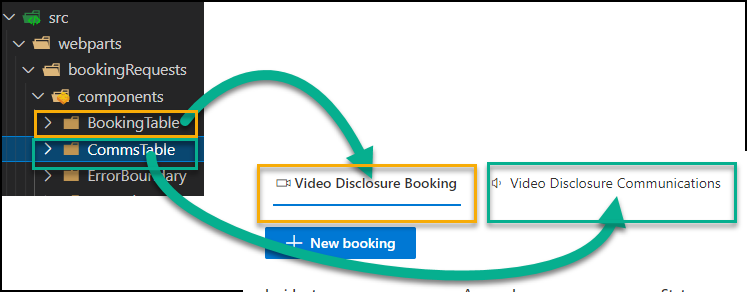 src
webparts
bookingRequests
components
BookingTable
CommsTable
ErrorBoundary
Video Disclosure Booking
Video Disclosure Communications
New booking